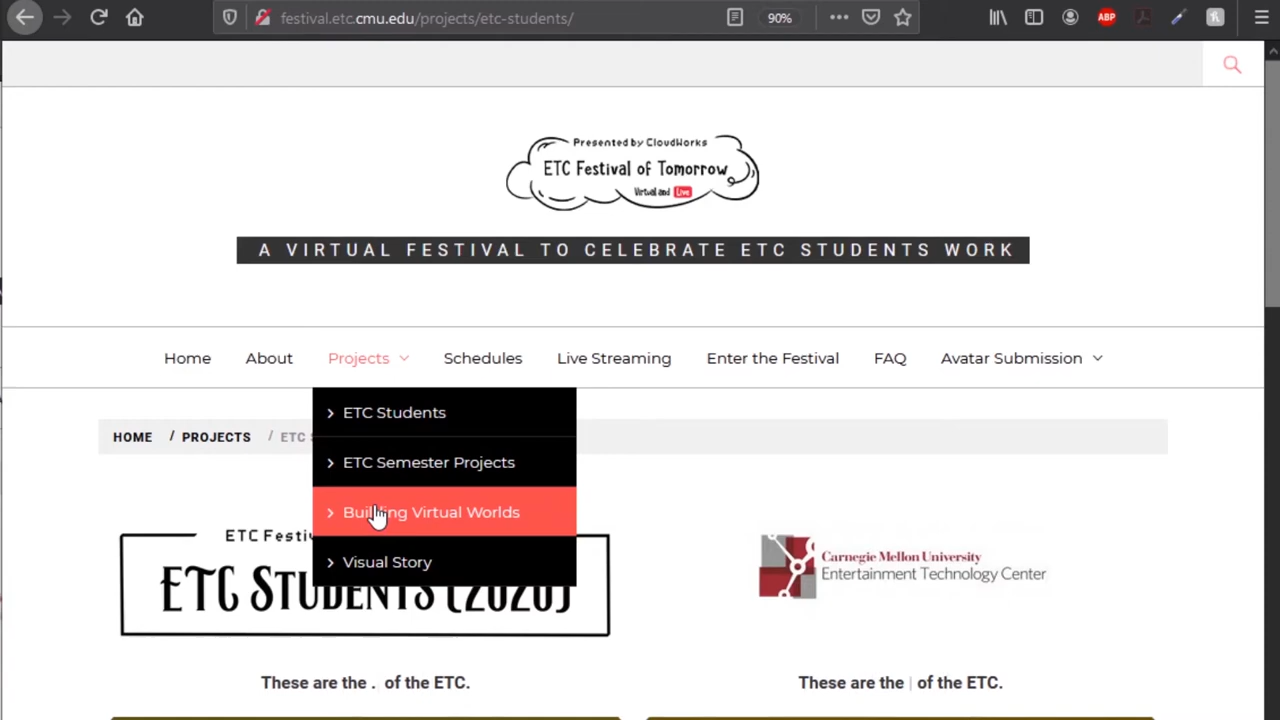 festival.etc.cmu.edu/projects/etc-students/
90%
ABP
Presented by CloudWorks
ETC Festival of Tomorrow
Virtual and Live
A VIRTUAL FESTIVAL TO CELEBRATE ETC STUDENTS WORK
Home About Projects Schedules Live Streaming Enter the Festival FAQ Avatar Submission
ETC Students
HOME / PROJECTS / ETC
ETC Semester Projects
Building Virtual Worlds
Visual Story
ETC
ETC STUDENTS (2020)
Carnegie Mellon University
Entertainment Technology Center
These are the . of the ETC.
These are the | of the ETC.